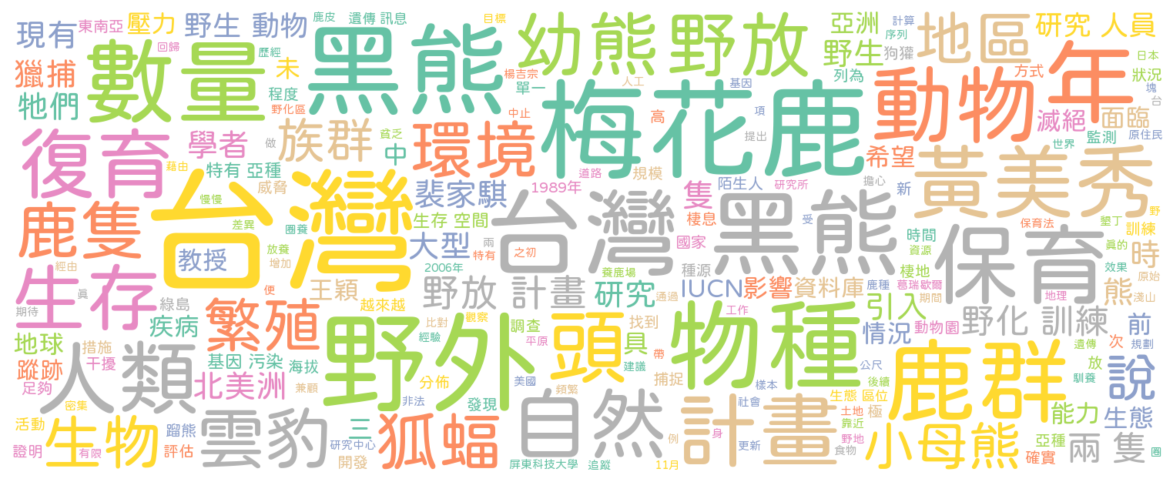 現有
東南亞
壓力
野生 動物
鹿皮
遺傳 訊息
黑熊
目標
幼熊
野放
亞洲
地區
研究 人員
計算
序列
日本
獵捕
回歸
數量
歷經
未
楊吉宗
單一
人工
基因
野生
狗獾
列為
動物
年
方式
狀況
塊
台
牠們
野化區
程度
中止
梅花鹿
項
高
提出
滅絕
面臨
監測
原住民
世界
復育
學者
做
族群
貧乏
中
環境
道路
規模
研究所
希望
黃美秀
藉由
特有 亞種
威脅
裴家騏
1989年
隻
陌生人
擔心
新
鹿隻
慢慢
差異
台灣
圈養
生存 空間
台灣
黑熊
棲息
國家
受
保育
保育法
墾丁
野
訓練
教授
放養
增加
大型
兩
特有
之初
時間
資源
真的
時
效果
生存
經由
2006年
養鹿場
種源
棲地
鹿種
葛瑞歐爾
原始
期待
真
綠島
繁殖
便
王穎
越來越
野放 計畫
研究
通過
IUCN
影響
資料庫
引入
期間
熊
淺山
地理
地球
疾病
措施
干擾
比對
觀察
經驗
調查
平原
找到
工作
情況
動物園
野化 訓練
前
次
規劃
蹤跡
足夠
人類
基因 污染
海拔
野外
頭
具
建議
帶
物種
公尺
後續
鹿群
遺傳
放
馴養
說
北美洲
兼顧
分佈
美國
頻繁
捕捉
樣本
生態 區位
活動
密集
生物
雲豹
非法
發現
自然
計畫
社會
土地
靠近
極
能力
生態
證明
有限
蹓熊
評估
三
狐蝠
例
身
更新
野地
食物
小母熊
亞種
確實
兩 隻
圈
研究中心
開發
屏東科技大學
追蹤
11月